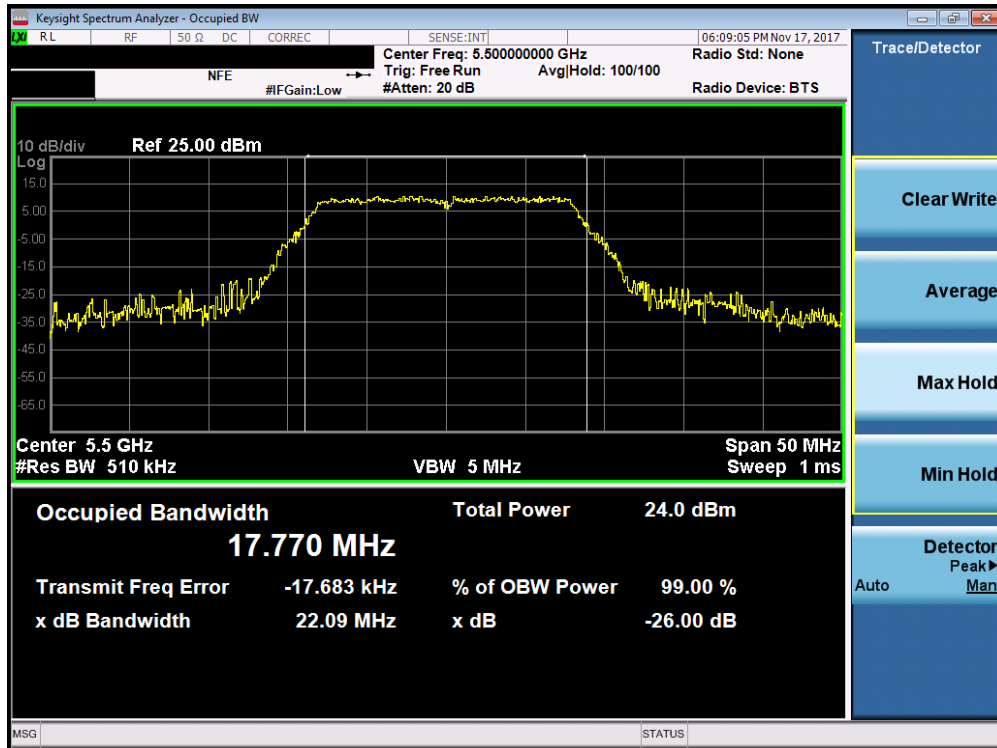 Keysight Spectrum Analyzer - Occupied BW
LXI RL RF 50 Ω DC CORREC SENSE:INT 06:09:05 PM Nov 17, 2017
NFE
#IFGain:Low
Center Freq: 5.500000000 GHz
Trig: Free Run Avg|Hold: 100/100
#Atten: 20 dB
Radio Std: None
Radio Device: BTS
10 dB/div Ref 25.00 dBm
Log
15.0
5.00
-5.00
-15.0
-25.0
-35.0
-45.0
-55.0
-65.0
Center 5.5 GHz Span 50 MHz
#Res BW 510 kHz VBW 5 MHz Sweep 1 ms
Occupied Bandwidth Total Power 24.0 dBm
17.770 MHz
Transmit Freq Error -17.683 kHz % of OBW Power 99.00 %
x dB Bandwidth 22.09 MHz x dB -26.00 dB
Trace/Detector
Clear Write
Average
Max Hold
Min Hold
Detector
Peak▶
Auto Man
MSG STATUS